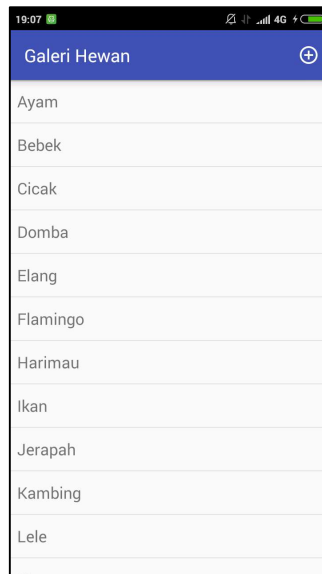 19:07
4G
Galeri Hewan
Ayam
Bebek
Cicak
Domba
Elang
Flamingo
Harimau
Ikan
Jerapah
Kambing
Lele